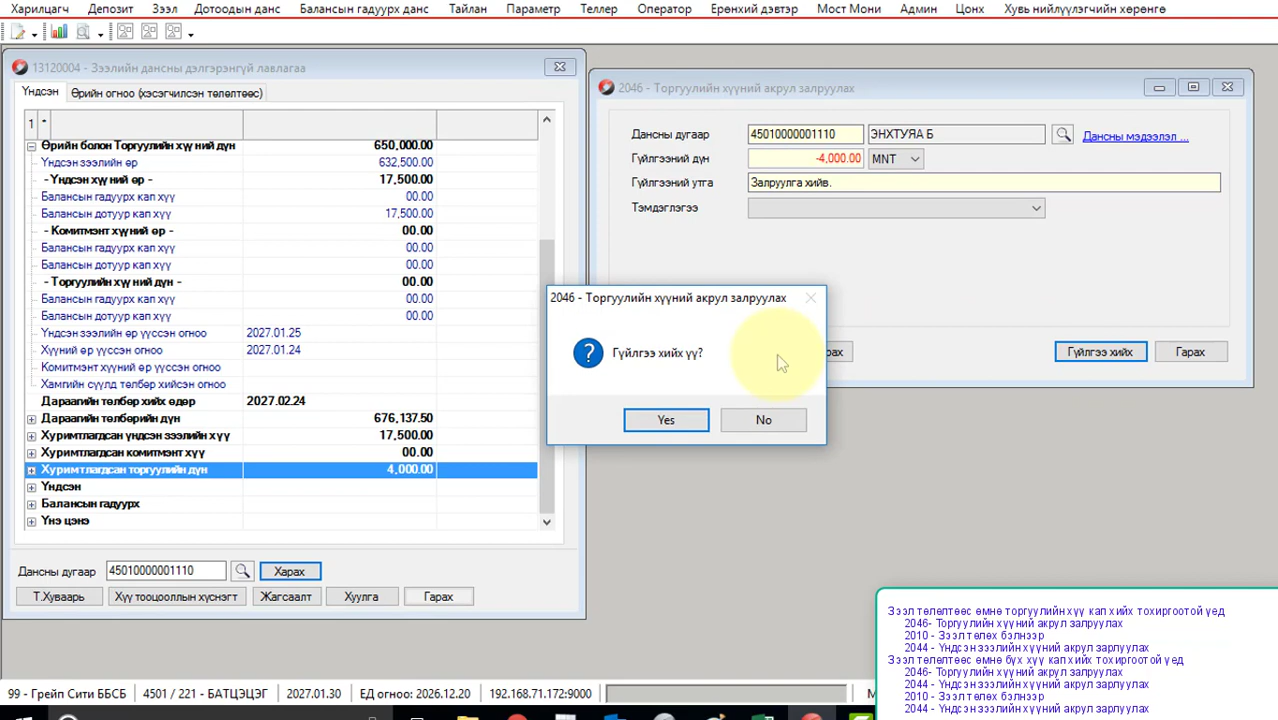 Харилцагч Депозит Зээл Дотоодын данс Балансын гадуурх данс Тайлан Параметр Теллер Оператор Ерөнхий дэвтэр Мост Мони Админ Цонх Хувь нийлүүлэгчийн хөрөнгө
13120004 - Зээлийн дансны дэлгэрэнгүй лавлагаа
Үндсэн Өрийн огноо (хэсэгчилсэн төлөлтөөс)
1 *
Өрийн болон Торгуулийн хүүний дүн 650,000.00
Үндсэн зээлийн өр 632,500.00
- Үндсэн хүүний өр - 17,500.00
Балансын гадуурх кап хүү 00.00
Балансын дотуур кап хүү 17,500.00
- Комитмэнт хүүний өр - 00.00
Балансын гадуурх кап хүү 00.00
Балансын дотуур кап хүү 00.00
- Торгуулийн хүүний дүн - 00.00
Балансын гадуурх кап хүү 00.00
Балансын дотуур кап хүү 00.00
Үндсэн зээлийн өр үүссэн огноо 2027.01.25
Хүүний өр үүссэн огноо 2027.01.24
Комитмэнт хүүний өр үүссэн огноо
Хамгийн сүүлд төлбөр хийсэн огноо
Дараагийн төлбөр хийх өдөр 2027.02.24
Дараагийн төлбөрийн дүн 676,137.50
Хуримтлагдсан үндсэн зээлийн хүү 17,500.00
Хуримтлагдсан комитмэнт хүү 00.00
Хуримтлагдсан торгуулийн дүн 4,000.00
Үндсэн
Балансын гадуурх
Үнэ цэнэ
Дансны дугаар 45010000001110 Харах
Т.Хуваарь Хүү тооцооллын хүснэгт Жагсаалт Хуулга Гарах
2046 - Торгуулийн хүүний акрул залруулах
Дансны дугаар 45010000001110 ЭНХТУЯА Б Дансны мэдээлэл ...
Гүйлгээний дүн -4,000.00 MNT
Гүйлгээний утга Залруулга хийв.
Тэмдэглэгээ
Гүйлгээ хийх Гарах
2046 - Торгуулийн хүүний акрул залруулах
Гүйлгээ хийх үү?
Yes No
Зээл төлөлтөөс өмнө торгуулийн хүү кап хийх тохиргоотой үед
2046- Торгуулийн хүүний акрул залруулах
2010 - Зээл төлөх бэлнээр
2044 - Үндсэн зээлийн хүүний акрул зарлуулах
Зээл төлөлтөөс өмнө бүх хүү кап хийх тохиргоотой үед
2046- Торгуулийн хүүний акрул залруулах
2044 - Үндсэн зээлийн хүүний акрул зарлуулах
2010 - Зээл төлөх бэлнээр
2044 - Үндсэн зээлийн хүүний акрул зарлуулах
99 - Грейп Сити ББСБ 4501 / 221 - БАТЦЭЦЭГ 2027.01.30 ЕД огноо: 2026.12.20 192.168.71.172:9000